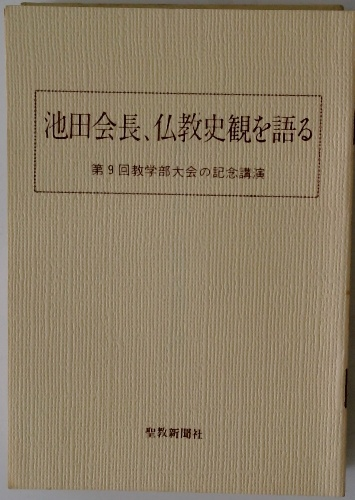 池田会長、仏教史観を語る
第9回教学部大会の記念講演
聖教新聞社